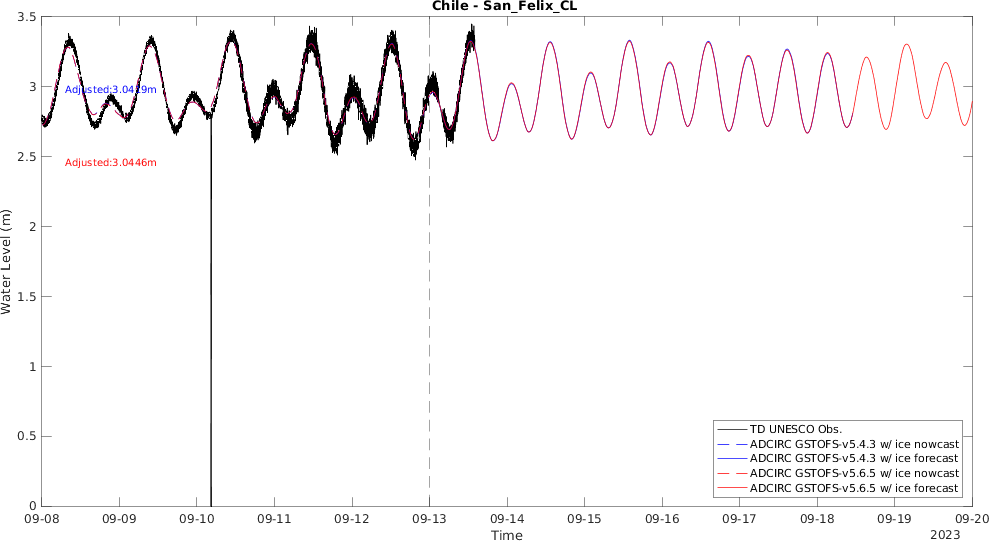 Chile - San_Felix_CL
3.5
3
2.5
2
1.5
1
0.5
0
Water Level (m)
Adjusted:3.0446m
TD UNESCO Obs.
ADCIRC GSTOFS-v5.4.3 w/ ice nowcast
ADCIRC GSTOFS-v5.4.3 w/ ice forecast
ADCIRC GSTOFS-v5.6.5 w/ ice nowcast
ADCIRC GSTOFS-v5.6.5 w/ ice forecast
09-08 09-09 09-10 09-11 09-12 09-13 09-14 09-15 09-16 09-17 09-18 09-19 09-20
Time
2023